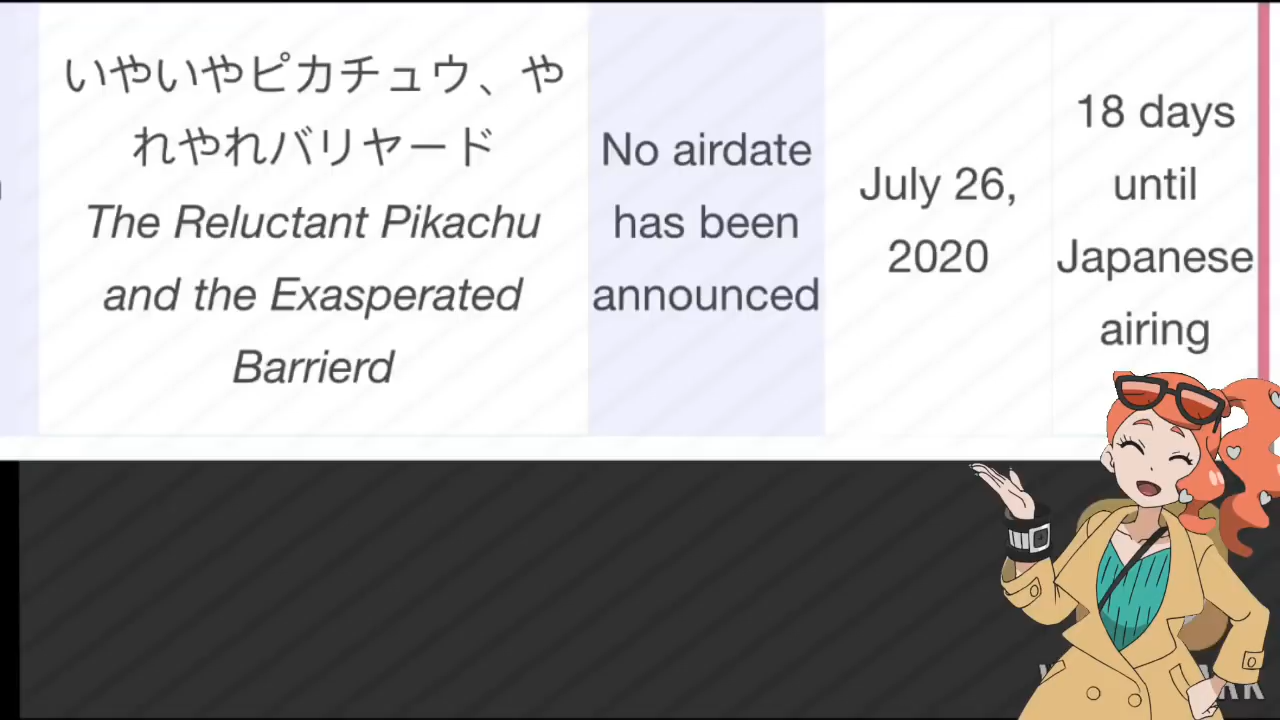 いやいやピカチュウ、や
れやれバリヤード
The Reluctant Pikachu
and the Exasperated
Barrierd
No airdate
has been
announced
July 26,
2020
18 days
until
Japanese
airing